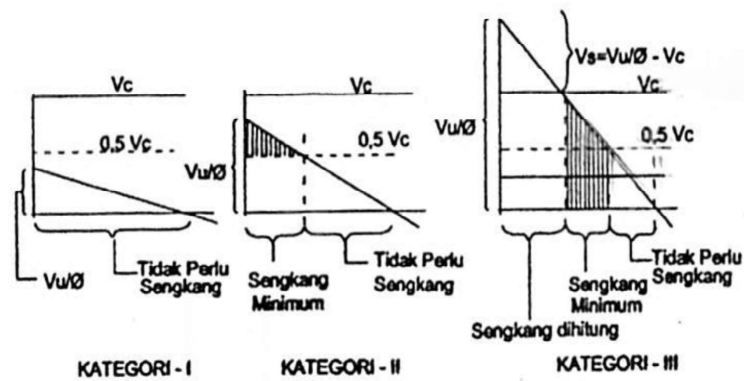 Vc
0,5 Vc
Vu/Ø
Tidak Perlu
Sengkang
KATEGORI - I
Vc
0,5 Vc
Vu/Ø
Sengkang
Minimum
Tidak Perlu
Sengkang
KATEGORI - II
Vs=Vu/Ø - Vc
Vc
Vu/Ø
0,5 Vc
Tidak Perlu
Sengkang
Sengkang
Minimum
Sengkang dihitung
KATEGORI - III